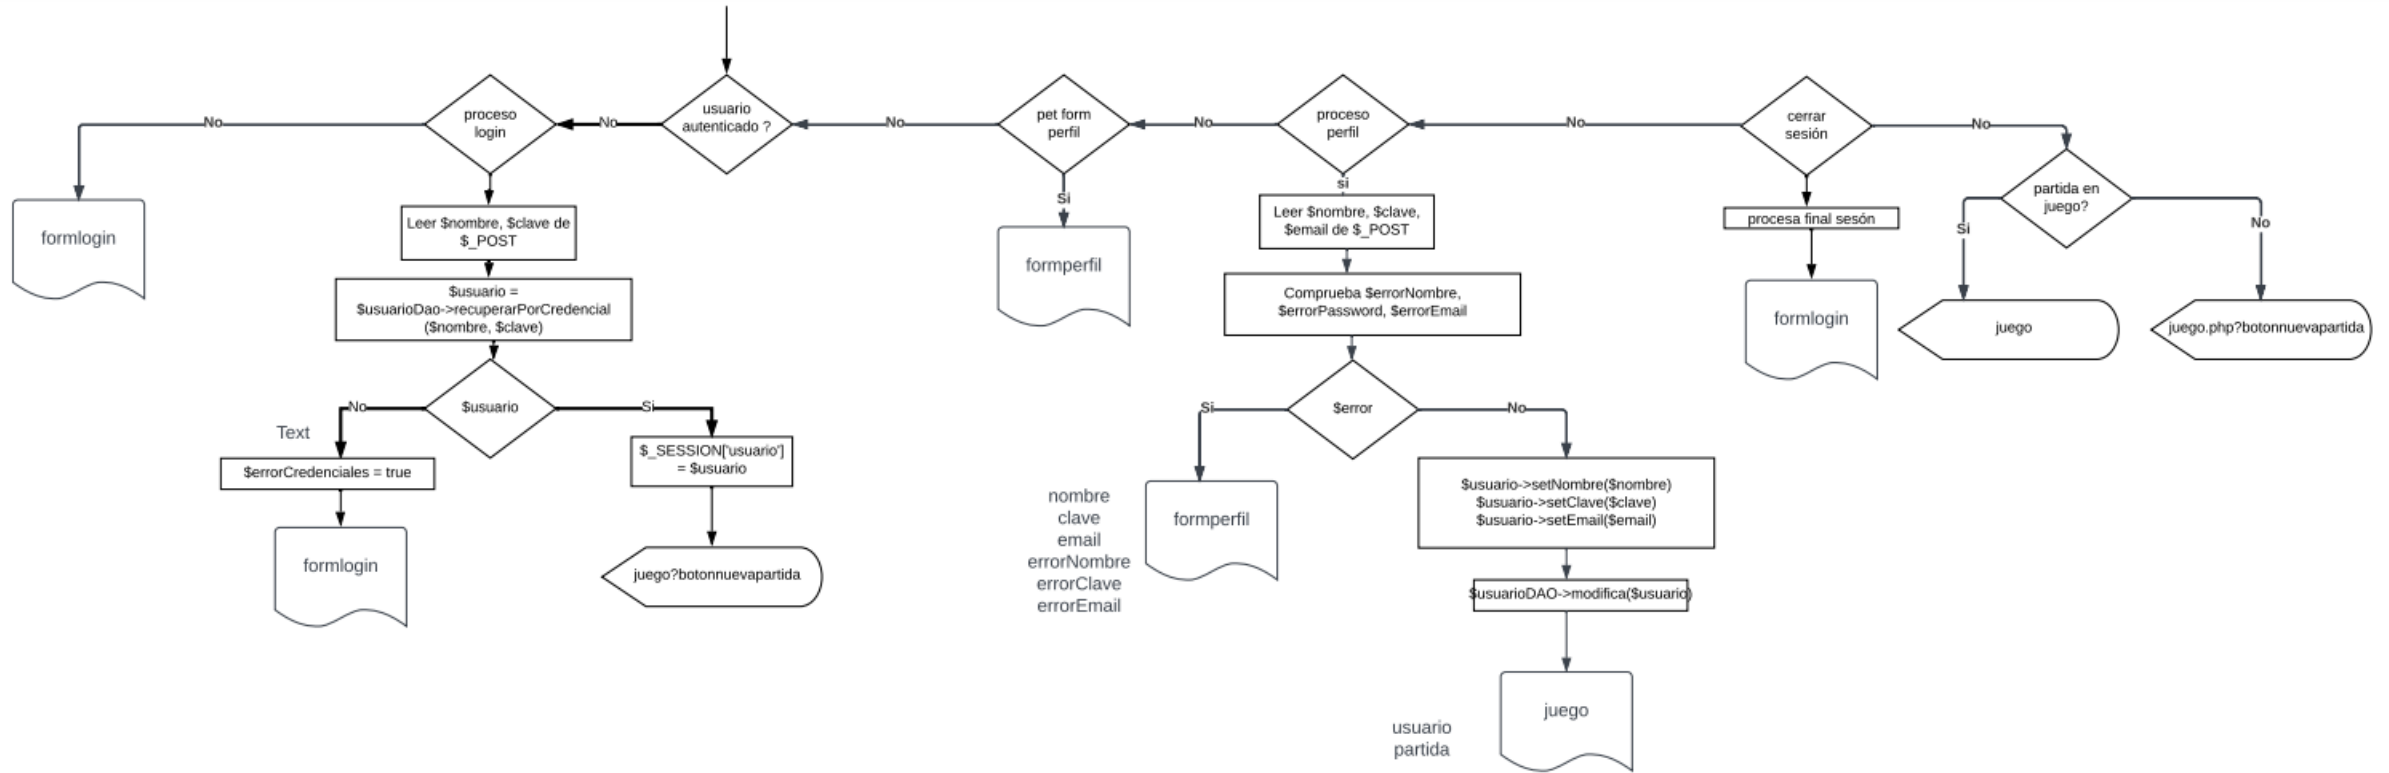 No
proceso
login
No
usuario
autenticado ?
No
pet form
perfil
No
proceso
perfil
No
cerrar
sesión
No
partida en
juego?
Si
No
formlogin
Leer $nombre, $clave de
$_POST
$usuario =
$usuarioDao->recuperarPorCredencial
($nombre, $clave)
No
$usuario
Si
Text
$errorCredenciales = true
$_SESSION['usuario']
= $usuario
formlogin
juego?botonnuevapartida
Si
formperfil
si
Leer $nombre, $clave,
$email de $_POST
Comprueba $errorNombre,
$errorPassword, $errorEmail
Si
$error
No
nombre
clave
email
errorNombre
errorClave
errorEmail
formperfil
$usuario->setNombre($nombre)
$usuario->setClave($clave)
$usuario->setEmail($email)
$usuarioDAO->modifica($usuario)
usuario
partida
juego
procesa final sesón
formlogin
juego
juego.php?botonnuevapartida